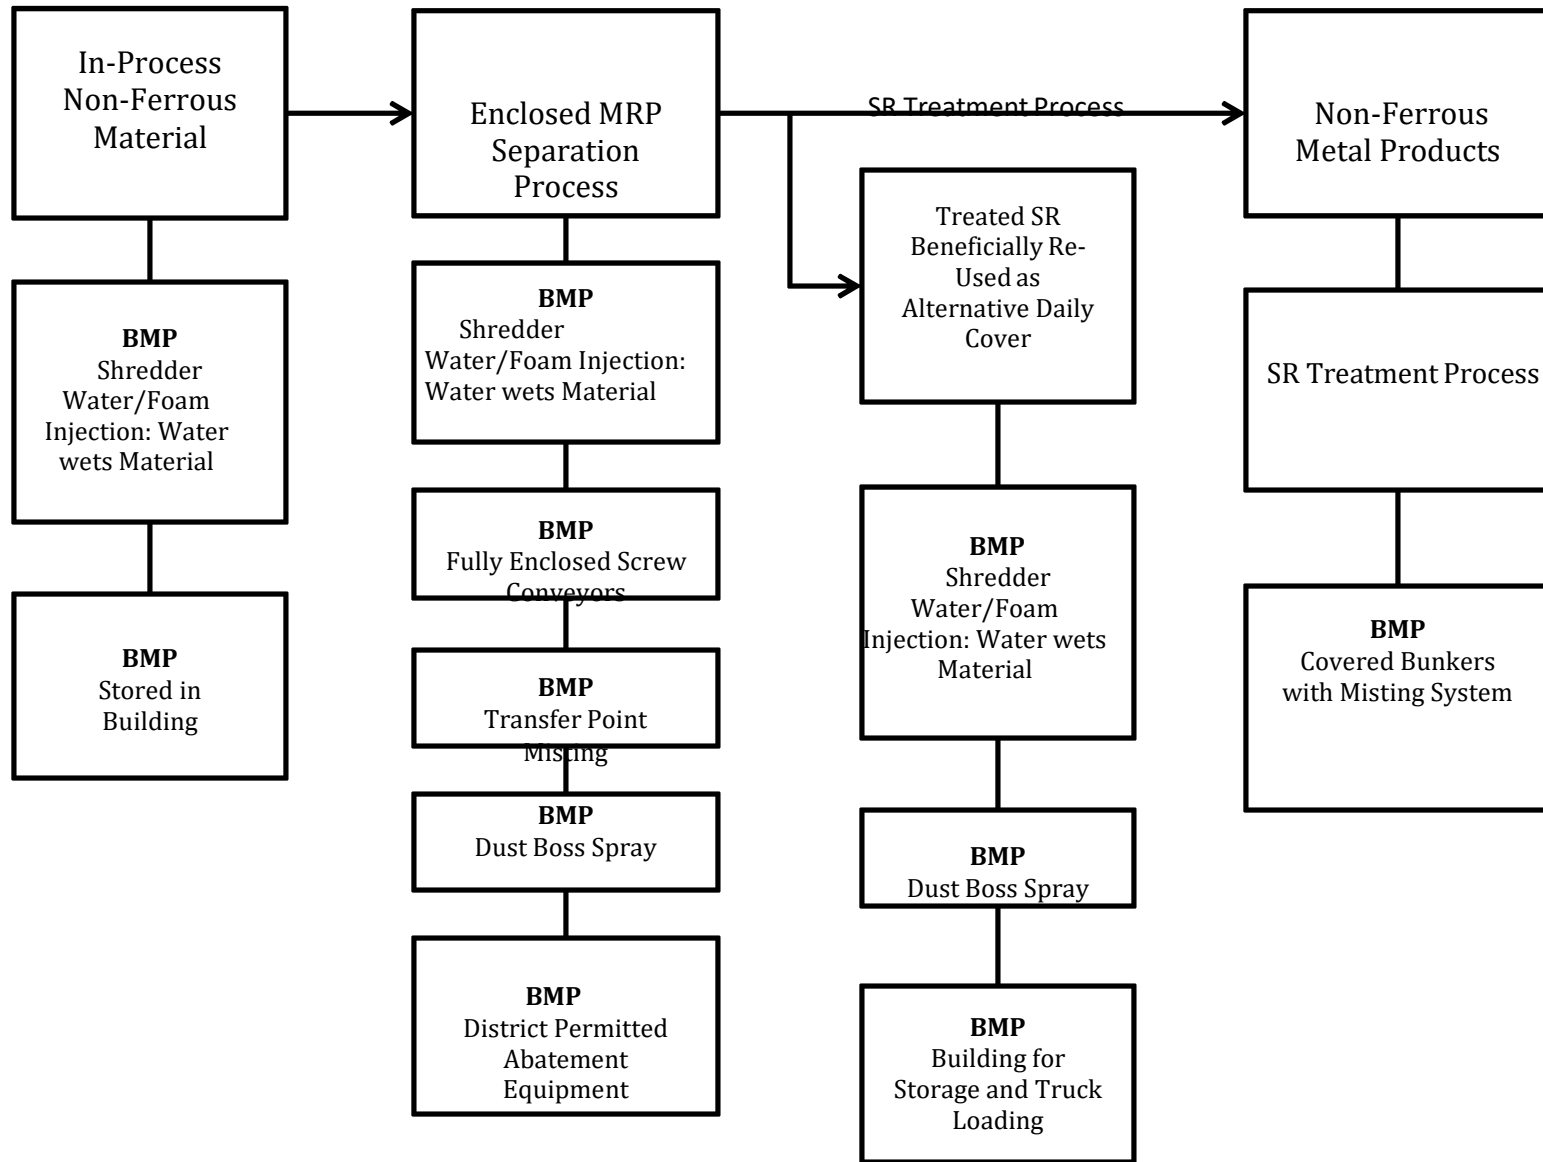 In-Process
Non-Ferrous
Material
BMP
Shredder
Water/Foam
Injection: Water
wets Material
BMP
Stored in
Building
Enclosed MRP
Separation
Process
BMP
Shredder
Water/Foam Injection:
Water wets Material
BMP
Fully Enclosed Screw
Conveyors
BMP
Transfer Point
Misting
BMP
Dust Boss Spray
BMP
District Permitted
Abatement
Equipment
SR Treatment Process
Treated SR
Beneficially Re-
Used as
Alternative Daily
Cover
BMP
Shredder
Water/Foam
Injection: Water wets
Material
BMP
Dust Boss Spray
BMP
Building for
Storage and Truck
Loading
Non-Ferrous
Metal Products
SR Treatment Process
BMP
Covered Bunkers
with Misting System